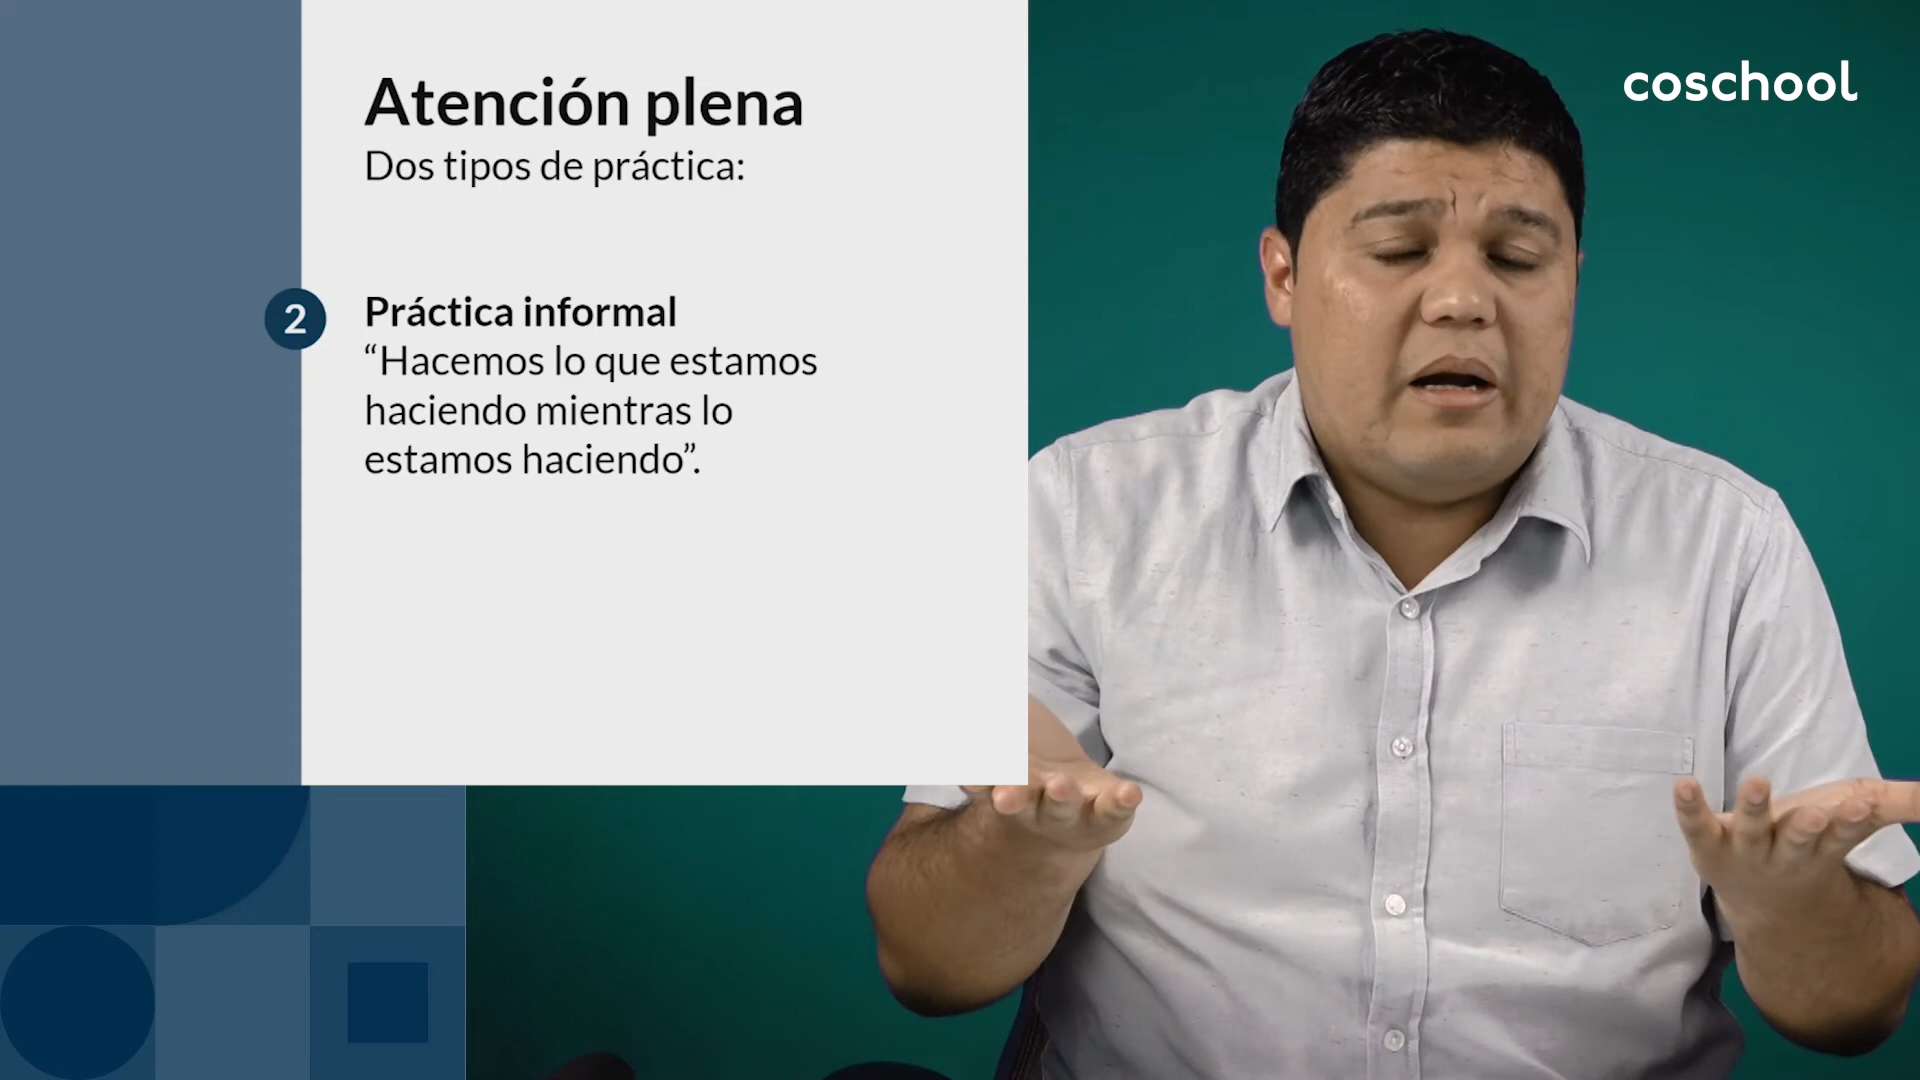 Atención plena
Dos tipos de práctica:
2
Práctica informal
“Hacemos lo que estamos
haciendo mientras lo
estamos haciendo”.
coschool